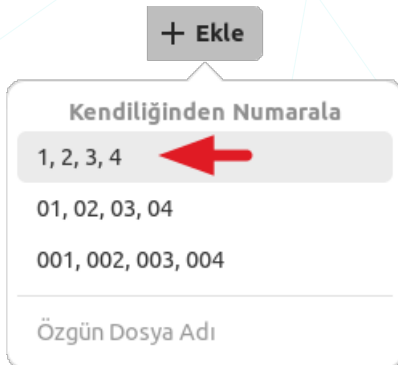 + Ekle
Kendiliğinden Numarala
1, 2, 3, 4
01, 02, 03, 04
001, 002, 003, 004
Özgün Dosya Adı